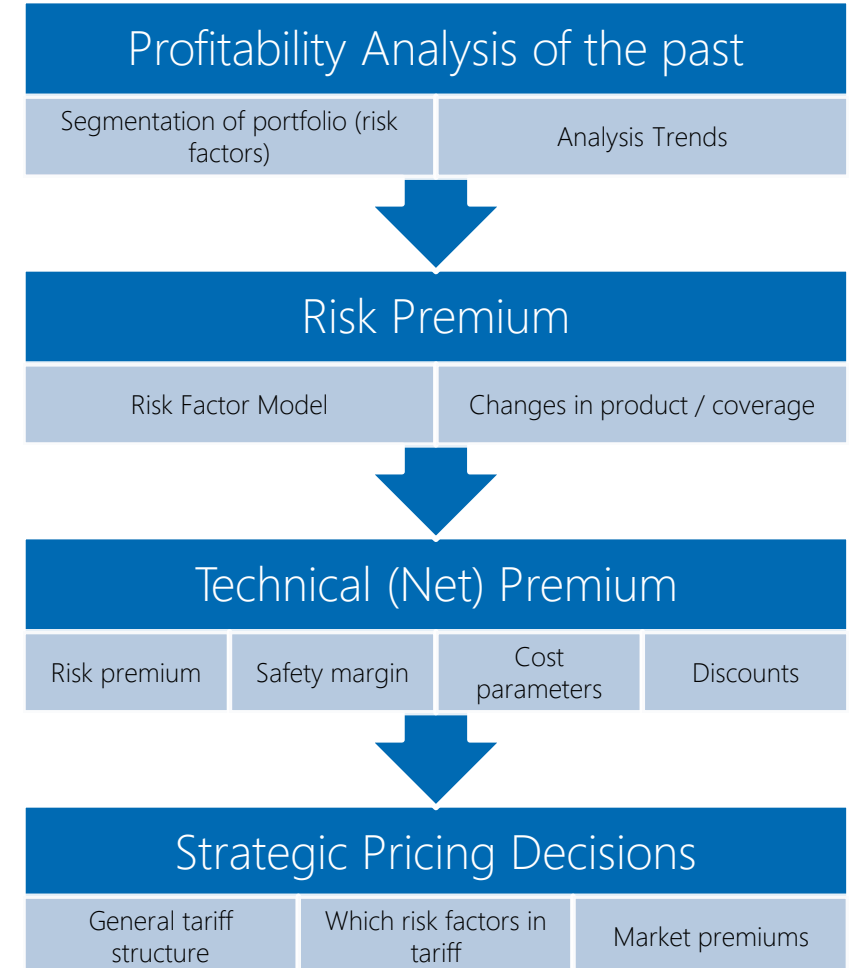 Profitability Analysis of the past
Segmentation of portfolio (risk
factors)
Analysis Trends
Risk Premium
Risk Factor Model
Changes in product / coverage
Technical (Net) Premium
Risk premium
Safety margin
Cost
parameters
Discounts
Strategic Pricing Decisions
General tariff
structure
Which risk factors in
tariff
Market premiums